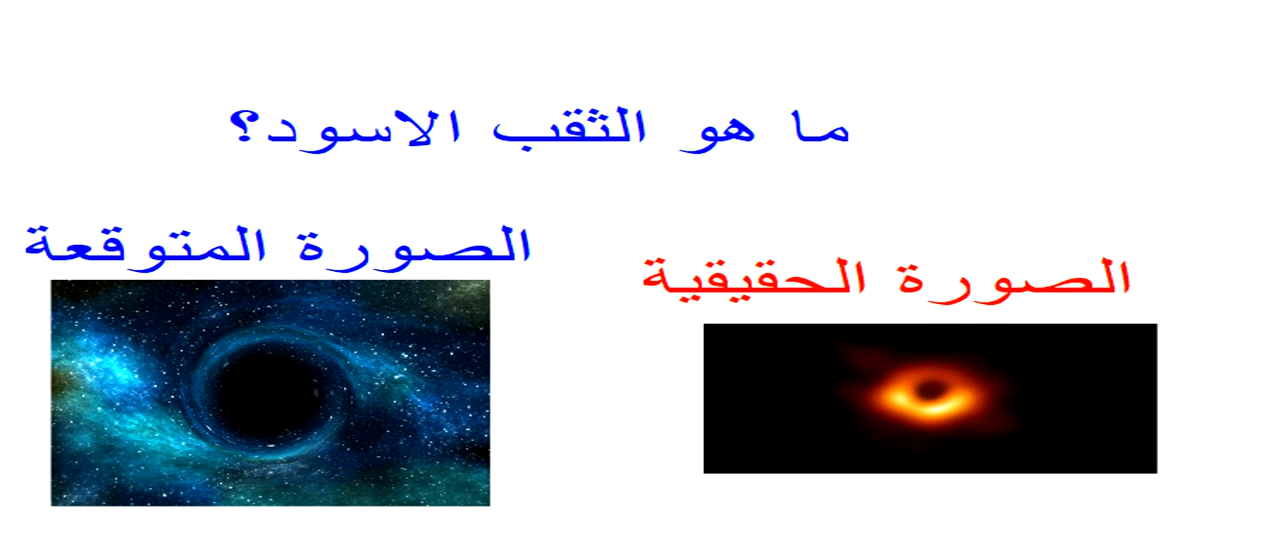 ما هو الثقب الاسود؟
الصورة الحقيقية
الصورة المتوقعة